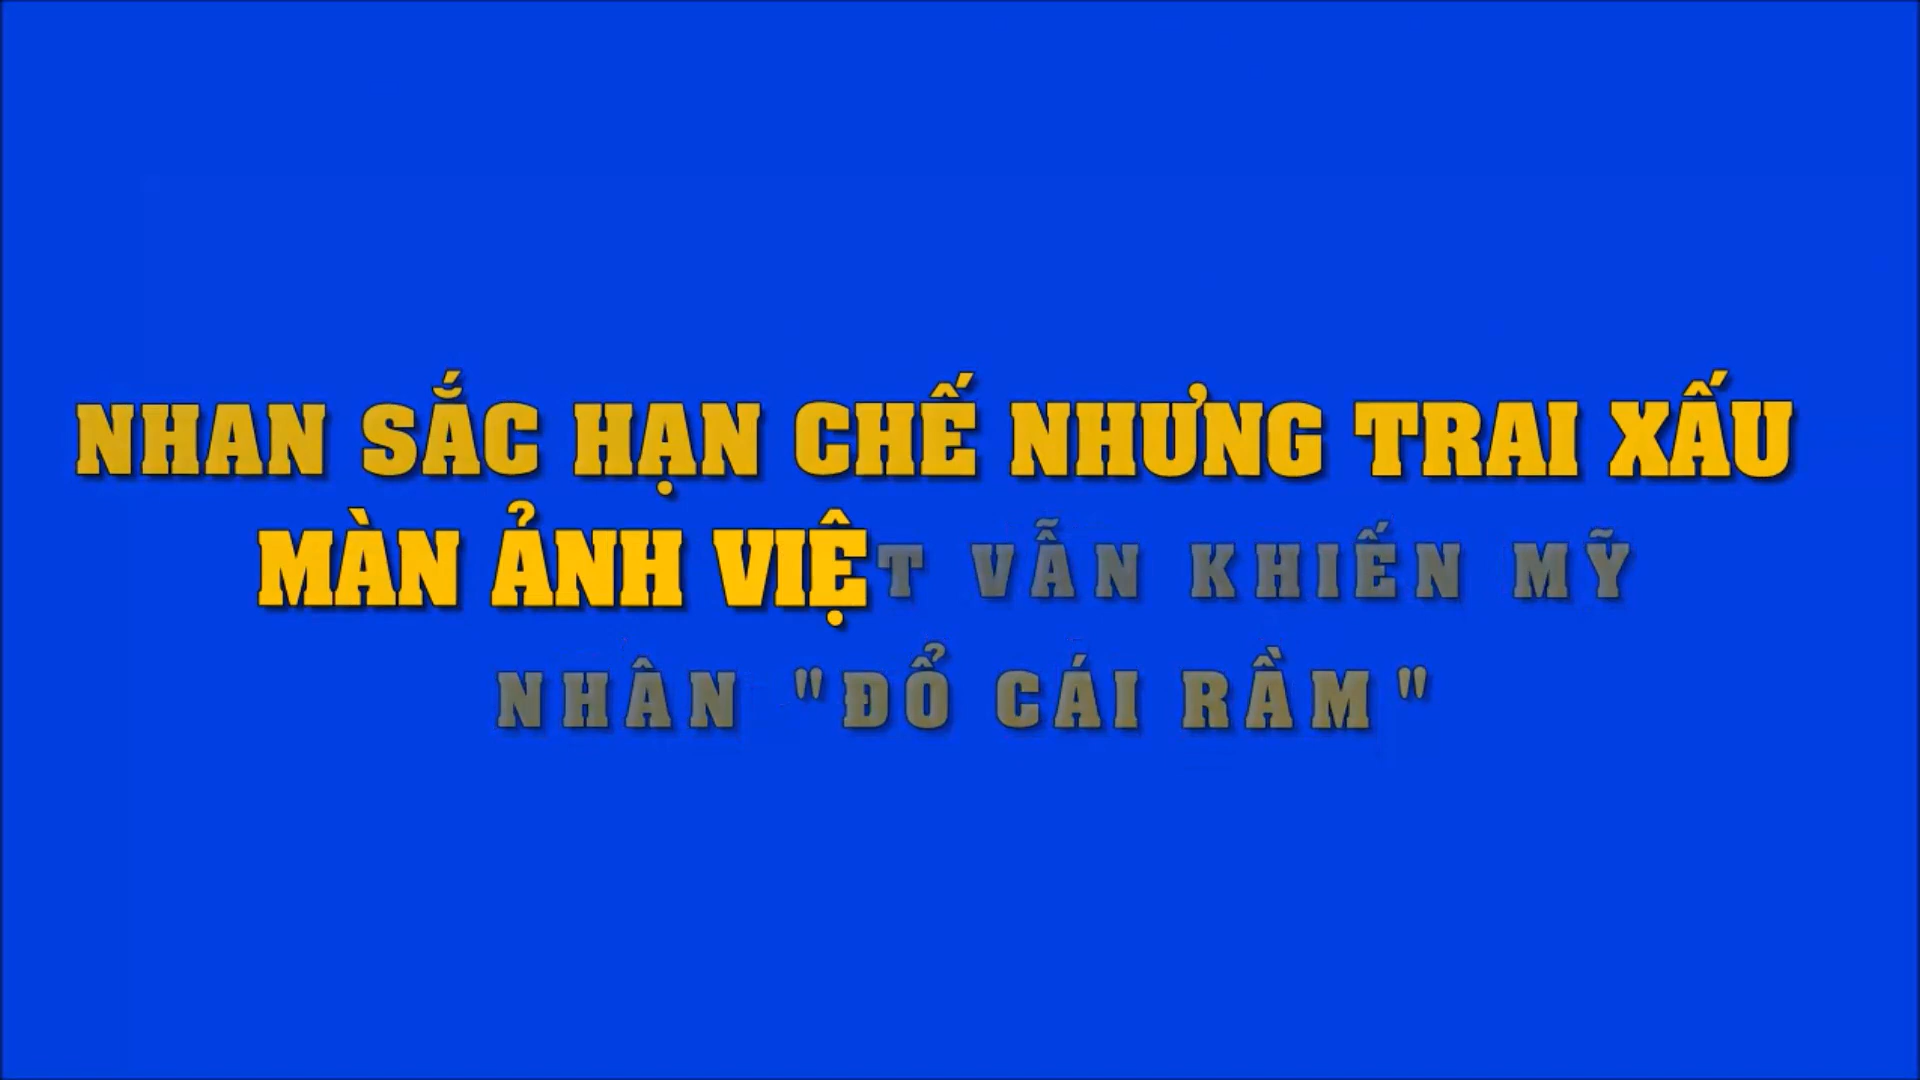 NHAN SẮC HẠN CHẾ NHƯNG TRAI XẤU
MÀN ẢNH VIỆT VẪN KHIẾN MỸ
NHÂN "ĐỔ CÁI RẦM"